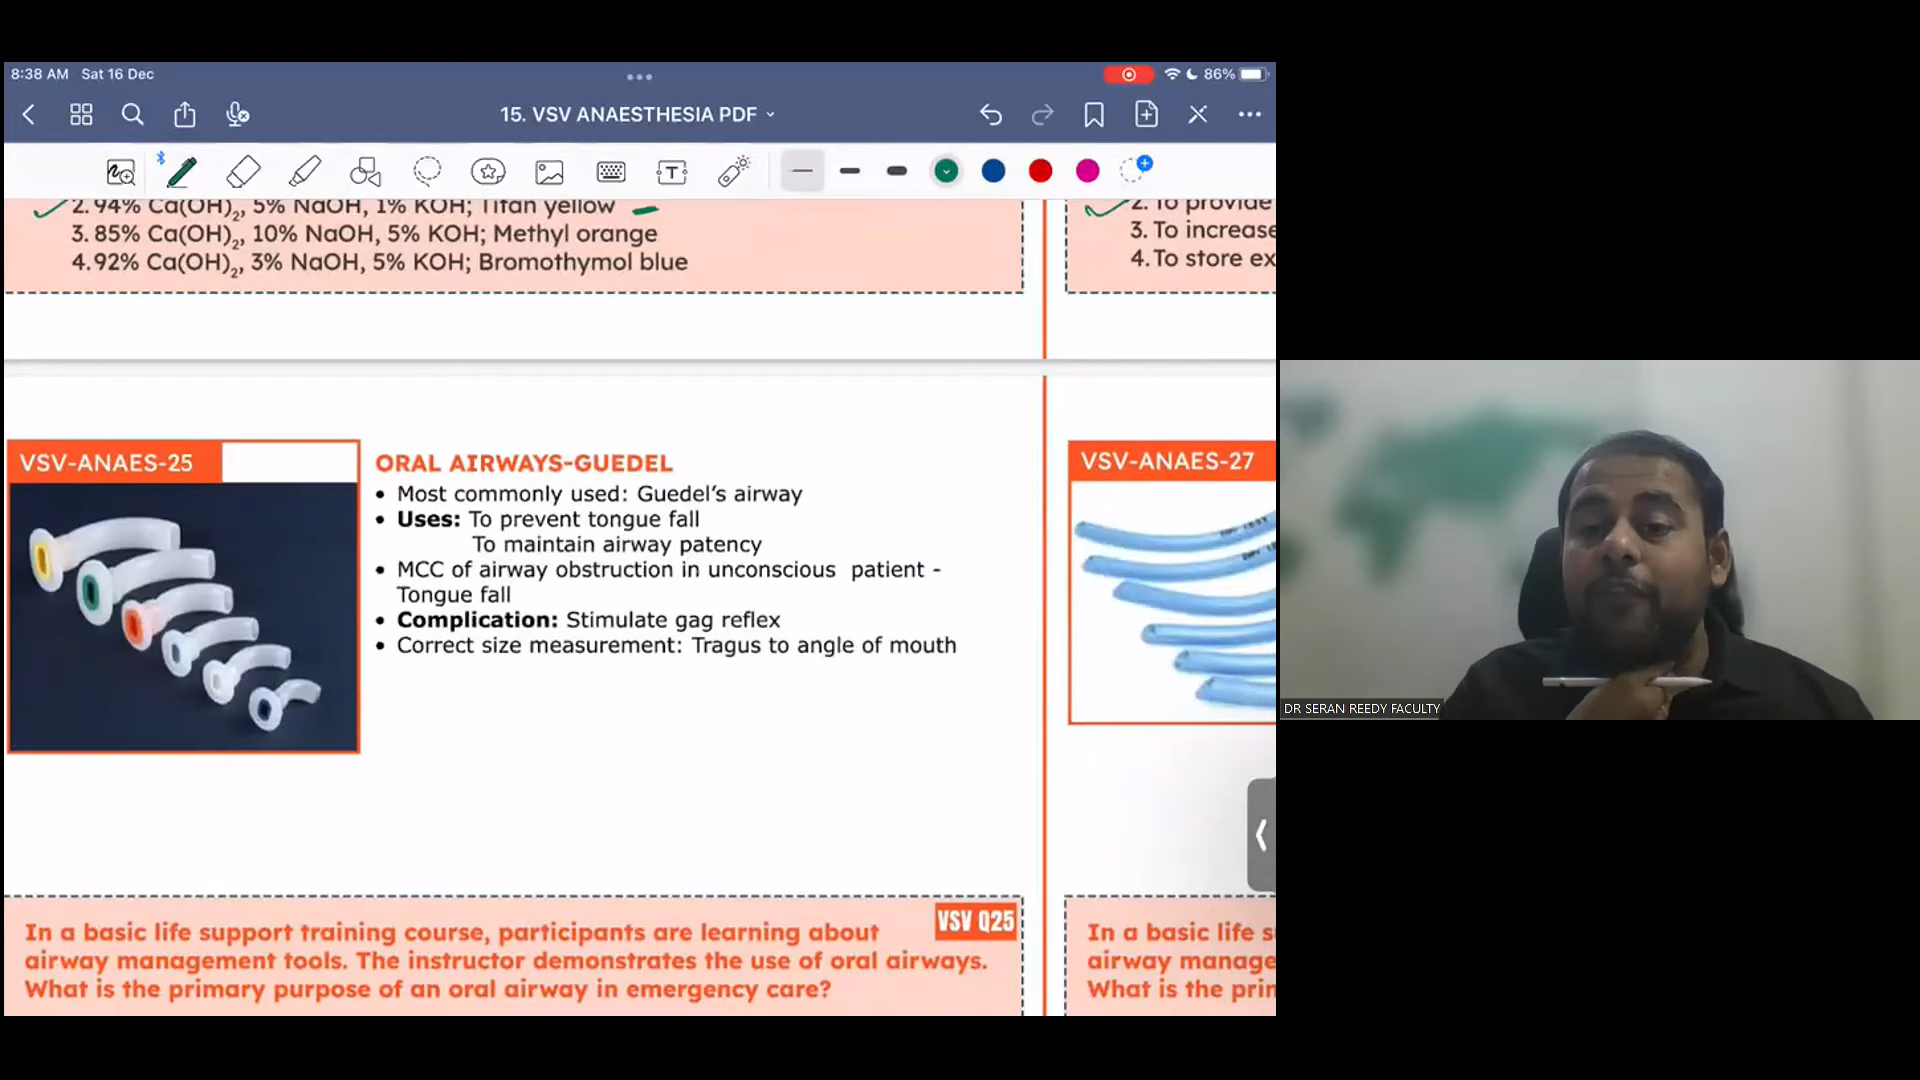 8:38 AM Sat 16 Dec
86%
15. VSV ANAESTHESIA PDF
2. 94% Ca(OH)₂, 5% NaOH, 1% KOH; Titan yellow
3. 85% Ca(OH)₂, 10% NaOH, 5% KOH; Methyl orange
4. 92% Ca(OH)₂, 3% NaOH, 5% KOH; Bromothymol blue
2. To provide
3. To increase
4. To store ex
VSV-ANAES-25
ORAL AIRWAYS-GUEDEL
• Most commonly used: Guedel's airway
• Uses: To prevent tongue fall
To maintain airway patency
• MCC of airway obstruction in unconscious patient -
Tongue fall
• Complication: Stimulate gag reflex
• Correct size measurement: Tragus to angle of mouth
VSV-ANAES-27
VSV Q25
In a basic life support training course, participants are learning about
airway management tools. The instructor demonstrates the use of oral airways.
What is the primary purpose of an oral airway in emergency care?
In a basic life s
airway manage
What is the prin
DR SERAN REEDY FACULTY